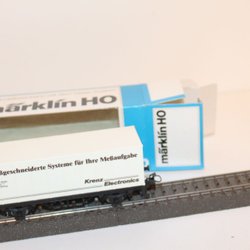 märklin HO
märklin HO
ßgeschneiderte Systeme für Ihre Meßaufgabe
Krenz
Electronics